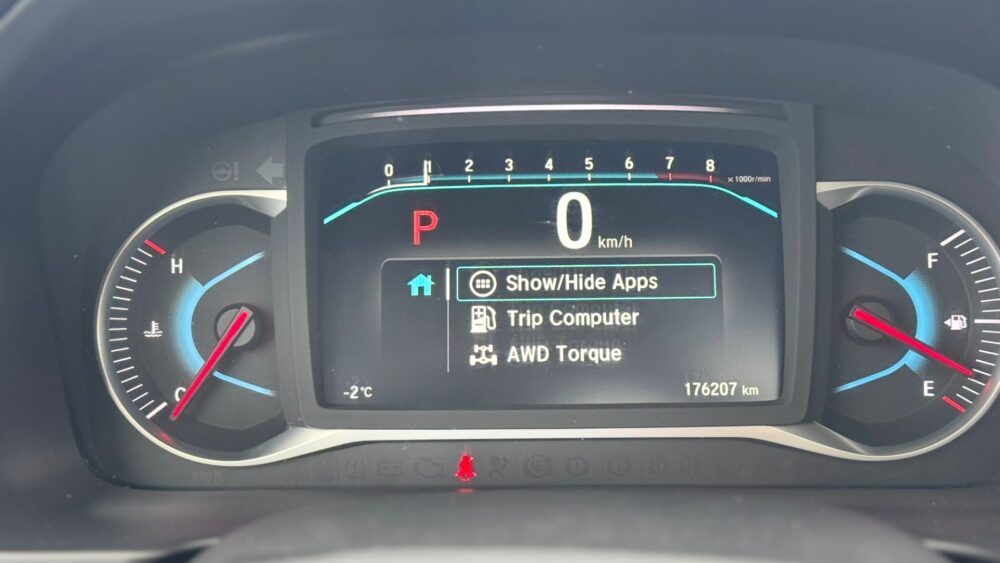 0 1 2 3 4 5 6 7 8 ×1000r/min
P 0 km/h
H
F
Show/Hide Apps
Trip Computer
AWD Torque
C
E
-2°C 176207 km